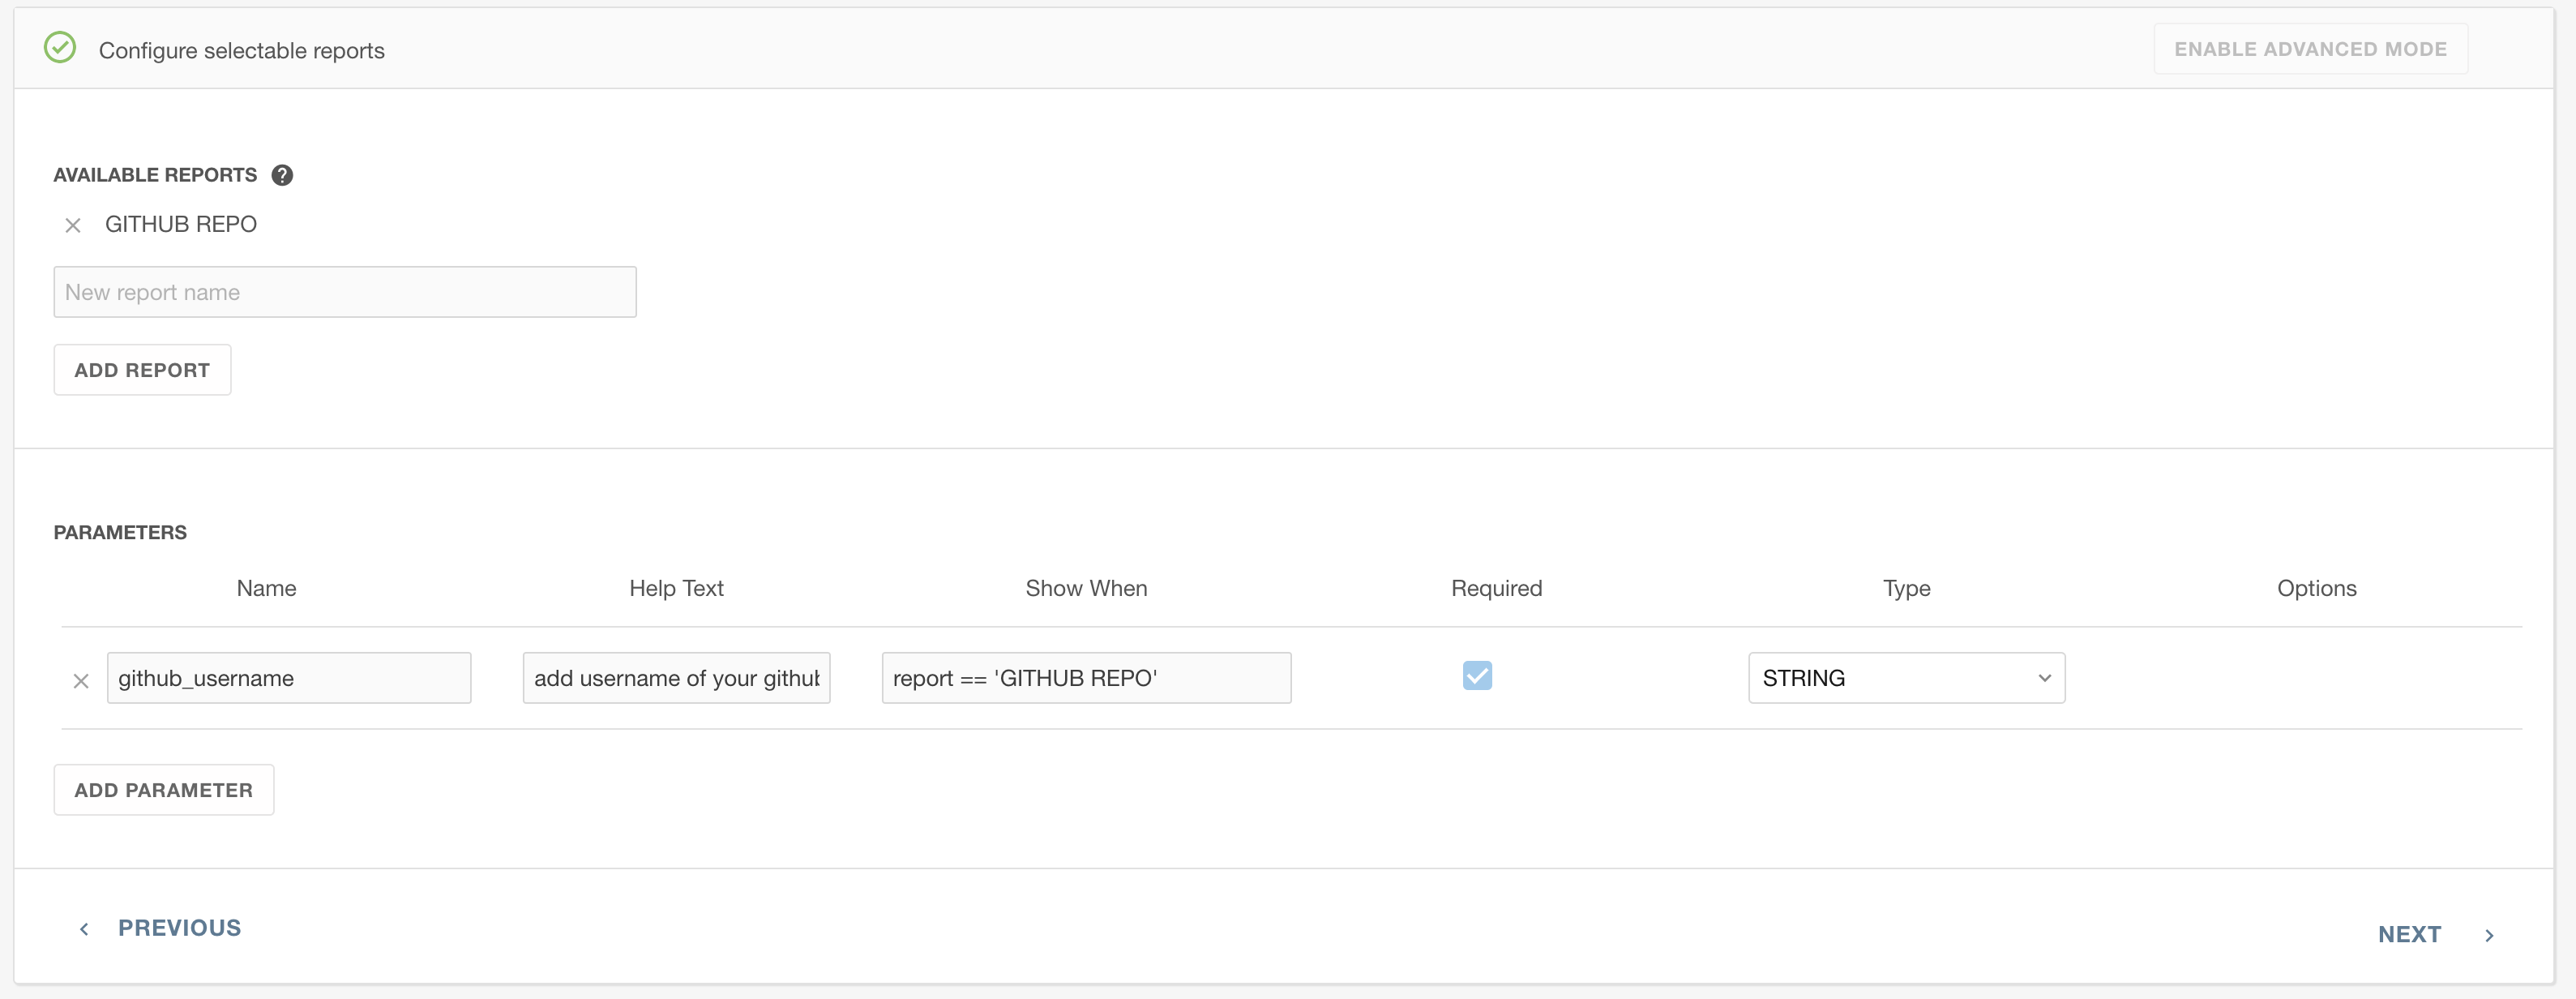 Configure selectable reports
ENABLE ADVANCED MODE
AVAILABLE REPORTS ?
GITHUB REPO
New report name
ADD REPORT
PARAMETERS
Name Help Text Show When Required Type Options
github_username add username of your github report == 'GITHUB REPO' STRING
ADD PARAMETER
PREVIOUS
NEXT